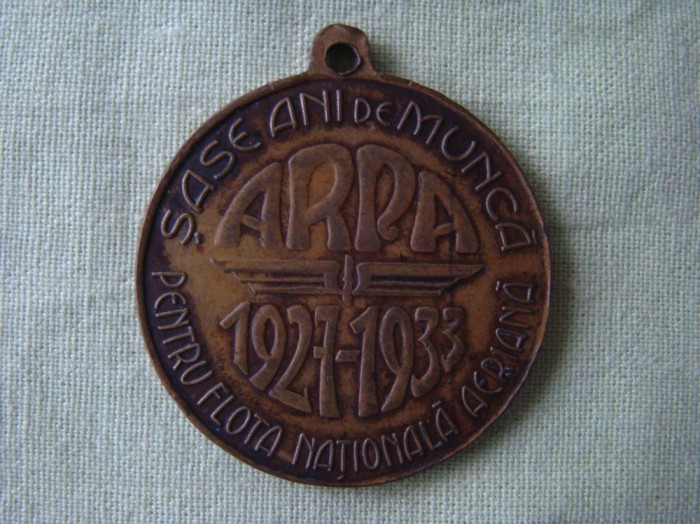 ȘASE ANI DE MUNCĂ
ARPA
1927-1933
PENTRU FLOTA NAȚIONALĂ AERIANĂ